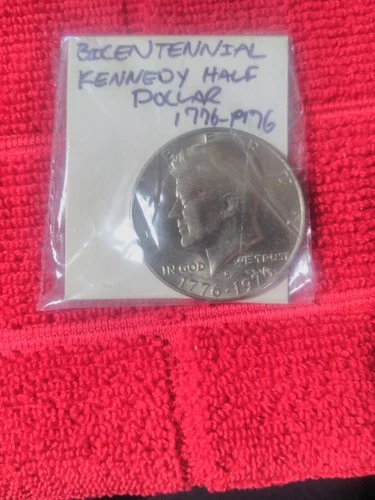 BICENTENNIAL
KENNEDY HALF
DOLLAR
1776-1976
IN GOD WE TRUST
1776-1976